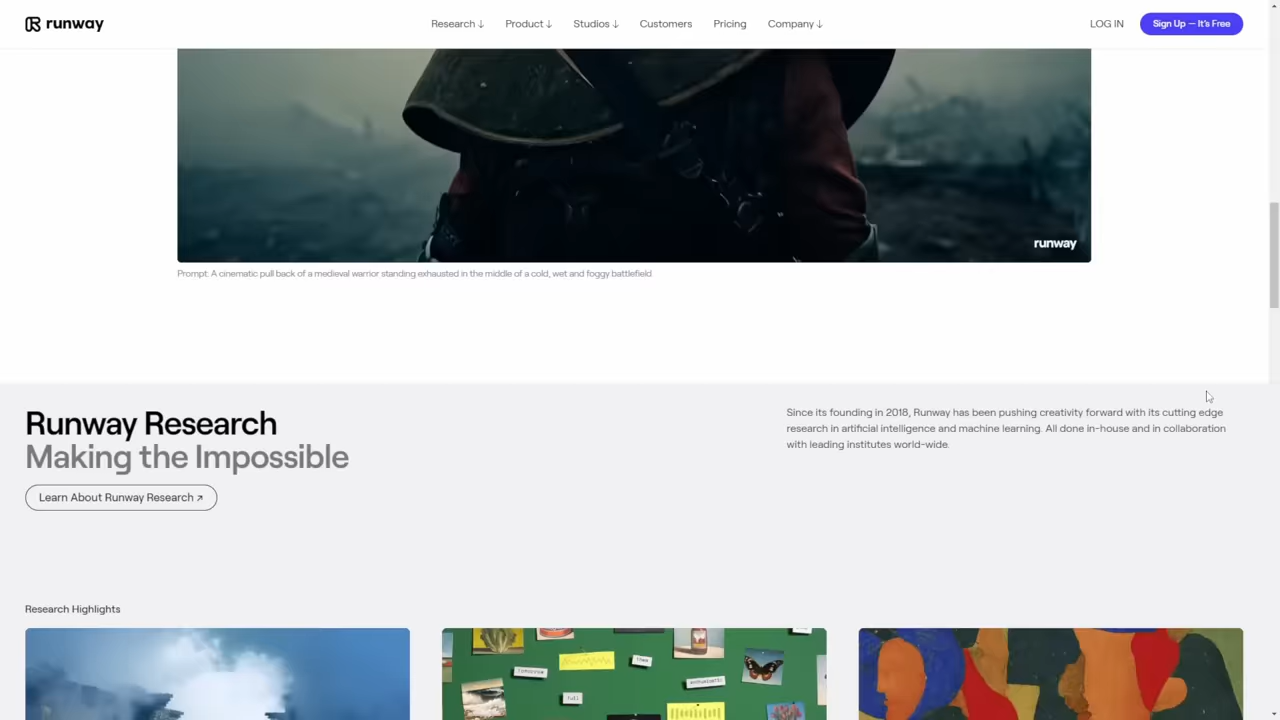 runway
Research ↓
Product ↓
Studios ↓
Customers
Pricing
Company ↓
LOG IN
Sign Up — It's Free
runway
Prompt: A cinematic pull back of a medieval warrior standing exhausted in the middle of a cold, wet and foggy battlefield
Runway Research
Making the Impossible
Learn About Runway Research ↗
Since its founding in 2018, Runway has been pushing creativity forward with its cutting edge
research in artificial intelligence and machine learning. All done in-house and in collaboration
with leading institutes world-wide.
Research Highlights